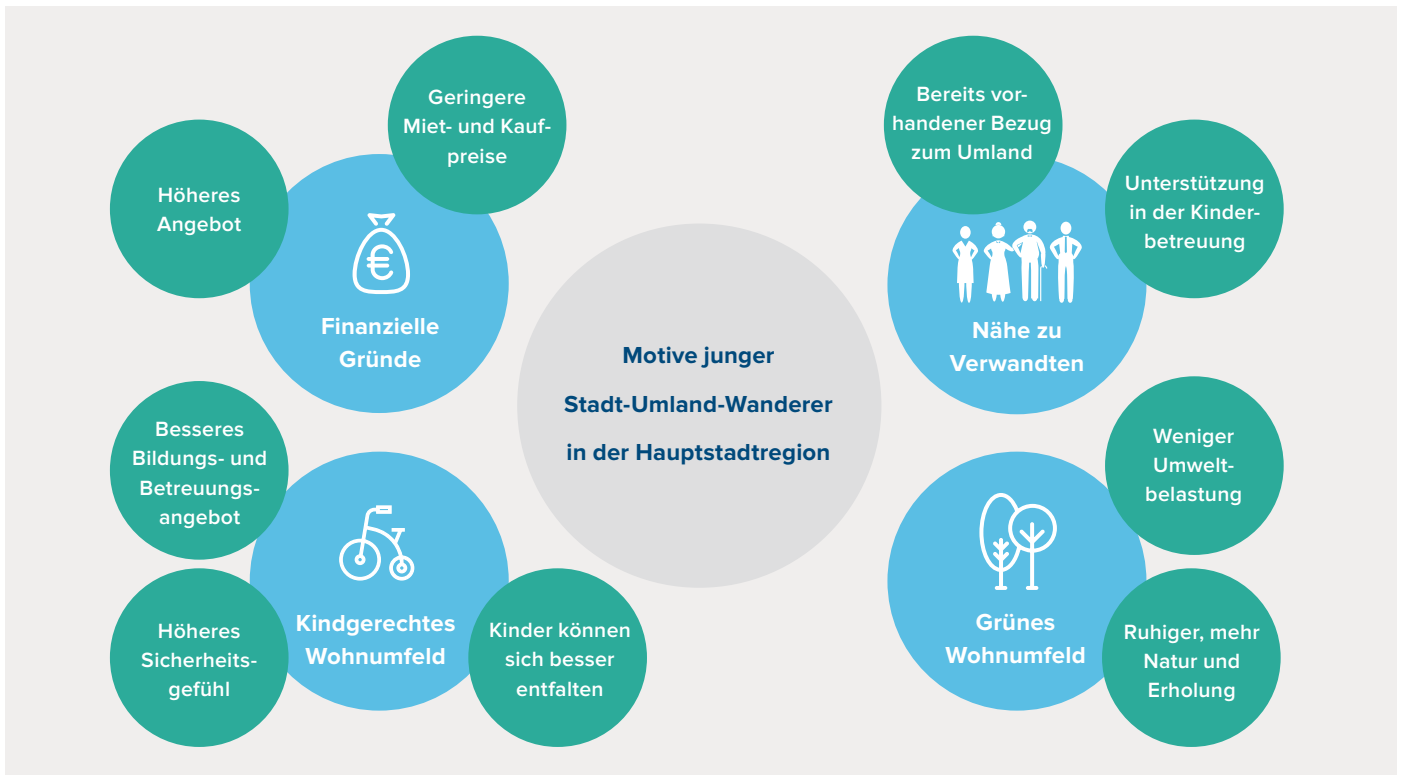 Geringere
Miet- und Kauf-
preise
Höheres
Angebot
€
Finanzielle
Gründe
Bereits vor-
handener Bezug
zum Umland
Unterstützung
in der Kinder-
betreuung
Nähe zu
Verwandten
Motive junger
Stadt-Umland-Wanderer
in der Hauptstadtregion
Besseres
Bildungs- und
Betreuungs-
angebot
Höheres
Sicherheits-
gefühl
Kindgerechtes
Wohnumfeld
Kinder können
sich besser
entfalten
Weniger
Umwelt-
belastung
Grünes
Wohnumfeld
Ruhiger, mehr
Natur und
Erholung